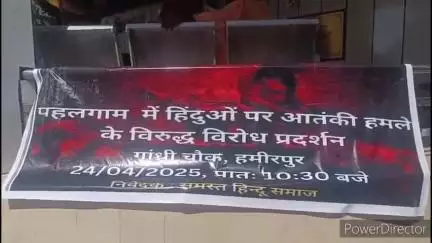 पहलगाम में हिंदुओं पर आतंकी हमले
के विरुद्ध विरोध प्रदर्शन
गांधी चौक, हमीरपुर
24/04/2025, प्रातः 10:30 बजे
निवेदक - समस्त हिन्दू समाज
PowerDirector